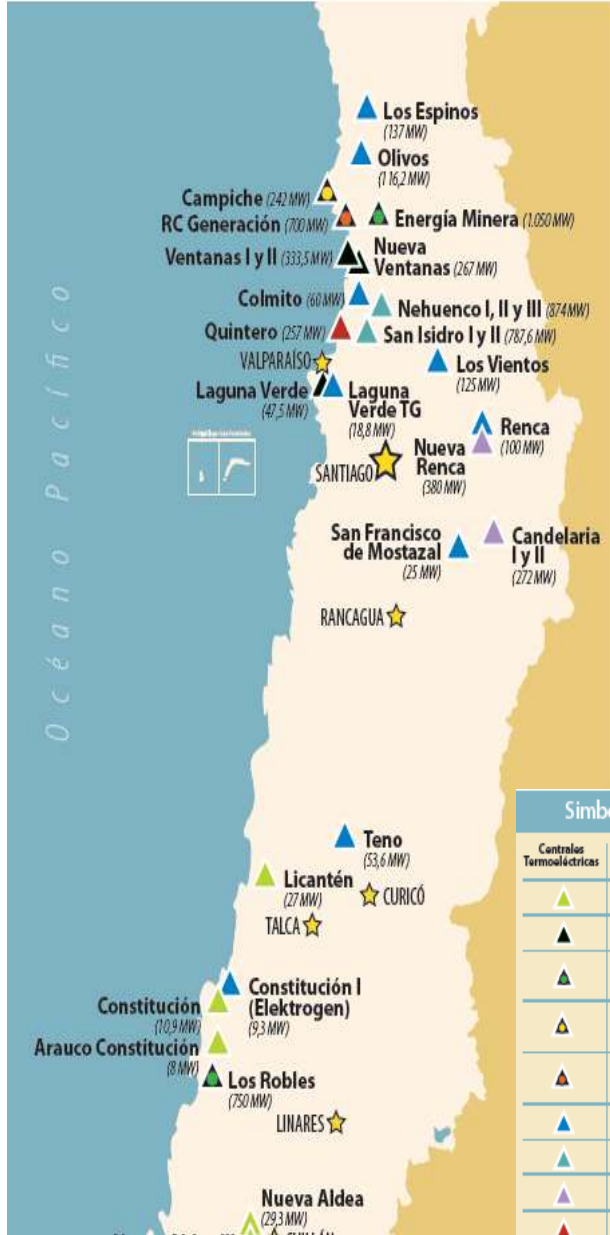 Los Espinos
(137 MW)
Olivos
(116,2 MW)
Campiche (242 MW)
RC Generación (700 MW)
Energía Minera (1.050 MW)
Ventanas I y II (333,5 MW)
Nueva
Ventanas (267 MW)
Colmito (60 MW)
Nehuenco I, II y III (874 MW)
Quintero (257 MW)
San Isidro I y II (787,6 MW)
VALPARAÍSO
Los Vientos
(125 MW)
Laguna Verde
(47,5 MW)
Laguna
Verde TG
(18,8 MW)
Renca
(100 MW)
Nueva
Renca
(380 MW)
SANTIAGO
San Francisco
de Mostazal
(25 MW)
Candelaria
I y II
(272 MW)
RANCAGUA
Océano Pacífico
Teno
(53,6 MW)
Licantén
(27 MW)
CURICÓ
TALCA
Constitución I
(Elektrogen)
(9,3 MW)
Constitución
(10,9 MW)
Arauco Constitución
(8 MW)
Los Robles
(750 MW)
LINARES
Nueva Aldea
(29,3 MW)
Simbo
Centrales
Termoeléctricas